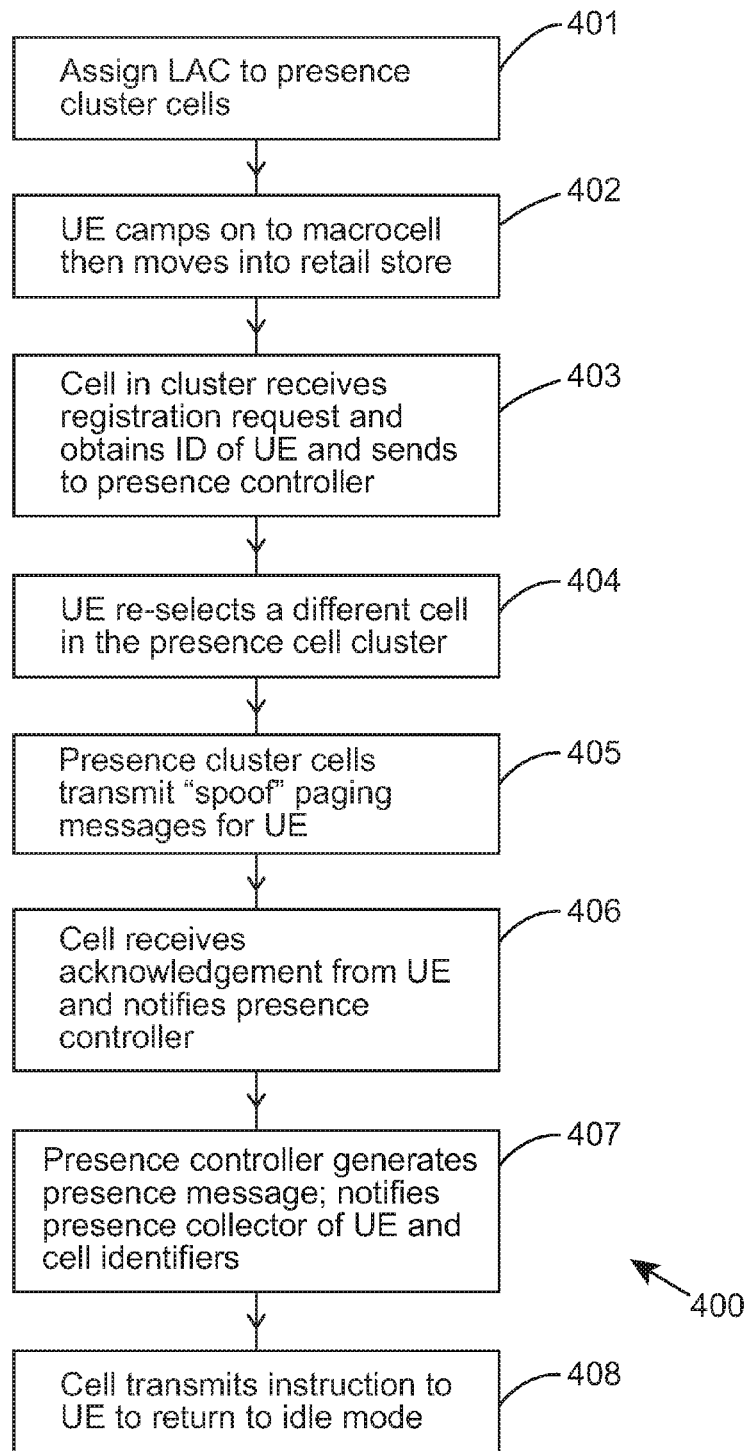 401
Assign LAC to presence
cluster cells
402
UE camps on to macrocell
then moves into retail store
403
Cell in cluster receives
registration request and
obtains ID of UE and sends
to presence controller
404
UE re-selects a different cell
in the presence cell cluster
405
Presence cluster cells
transmit “spoof” paging
messages for UE
406
Cell receives
acknowledgement from UE
and notifies presence
controller
407
Presence controller generates
presence message; notifies
presence collector of UE and
cell identifiers
400
408
Cell transmits instruction to
UE to return to idle mode